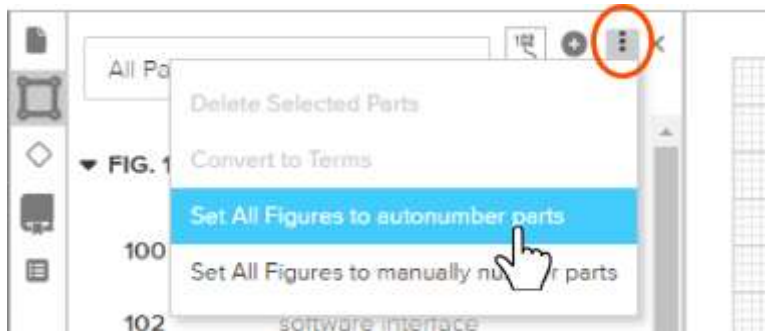 102
All Pa
Delete Selected Parts
Convert to Terms
FIG. 1
Set All Figures to autonumber parts
100
Set All Figures to manually number parts
102 software interface